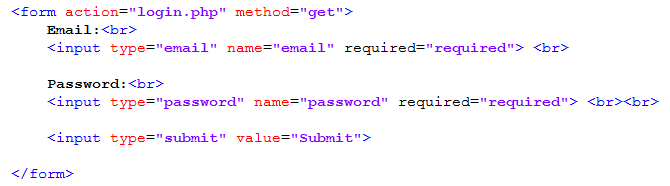 <form action="login.php" method="get">
Email:<br>
<input type="email" name="email" required="required"> <br>
Password:<br>
<input type="password" name="password" required="required"> <br><br>
<input type="submit" value="Submit">
</form>